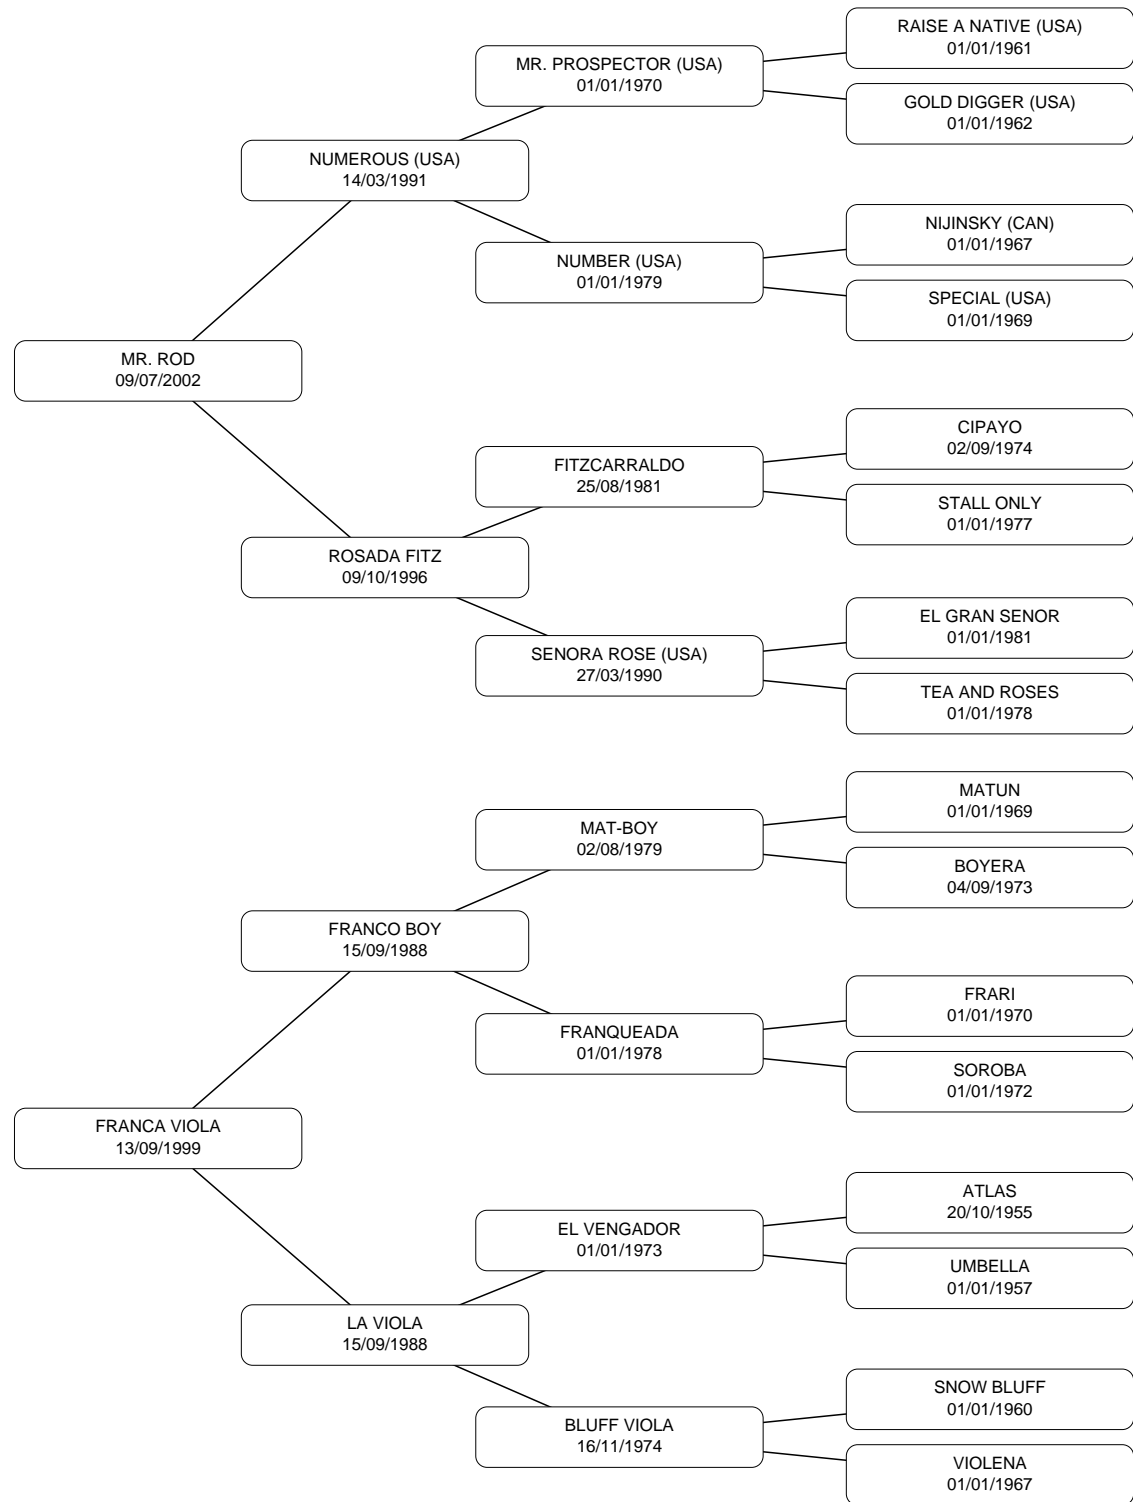 RAISE A NATIVE (USA)
01/01/1961
MR. PROSPECTOR (USA)
01/01/1970
GOLD DIGGER (USA)
01/01/1962
NUMEROUS (USA)
14/03/1991
NIJINSKY (CAN)
01/01/1967
NUMBER (USA)
01/01/1979
SPECIAL (USA)
01/01/1969
MR. ROD
09/07/2002
CIPAYO
02/09/1974
FITZCARRALDO
25/08/1981
STALL ONLY
01/01/1977
ROSADA FITZ
09/10/1996
EL GRAN SENOR
01/01/1981
SENORA ROSE (USA)
27/03/1990
TEA AND ROSES
01/01/1978
MATUN
01/01/1969
MAT-BOY
02/08/1979
BOYERA
04/09/1973
FRANCO BOY
15/09/1988
FRARI
01/01/1970
FRANQUEADA
01/01/1978
SOROBA
01/01/1972
FRANCA VIOLA
13/09/1999
ATLAS
20/10/1955
EL VENGADOR
01/01/1973
UMBELLA
01/01/1957
LA VIOLA
15/09/1988
SNOW BLUFF
01/01/1960
BLUFF VIOLA
16/11/1974
VIOLENA
01/01/1967